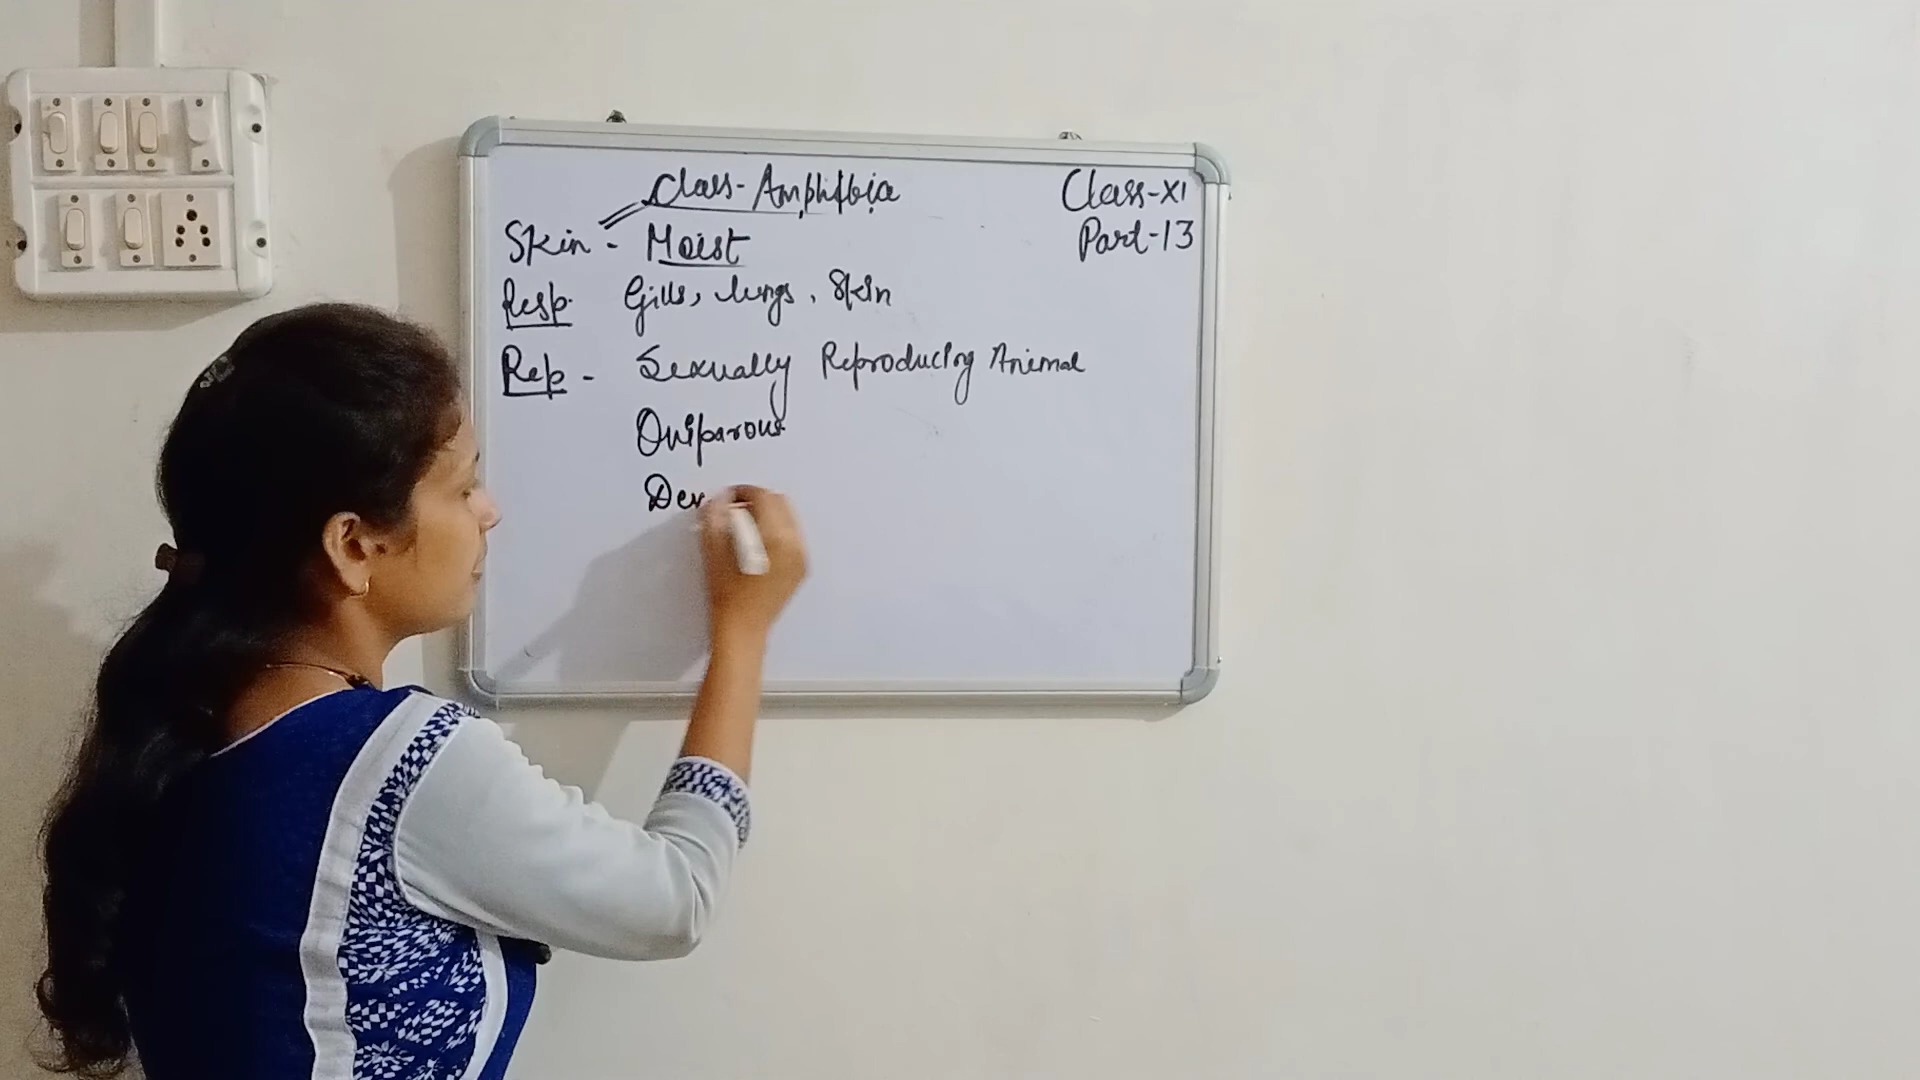 Class-Amphibia
Class-XI
Part-13
Skin - Moist
Resp. Gills, lungs, Skin
Rep - Sexually Reproducing Animal
Oviparous
Dev